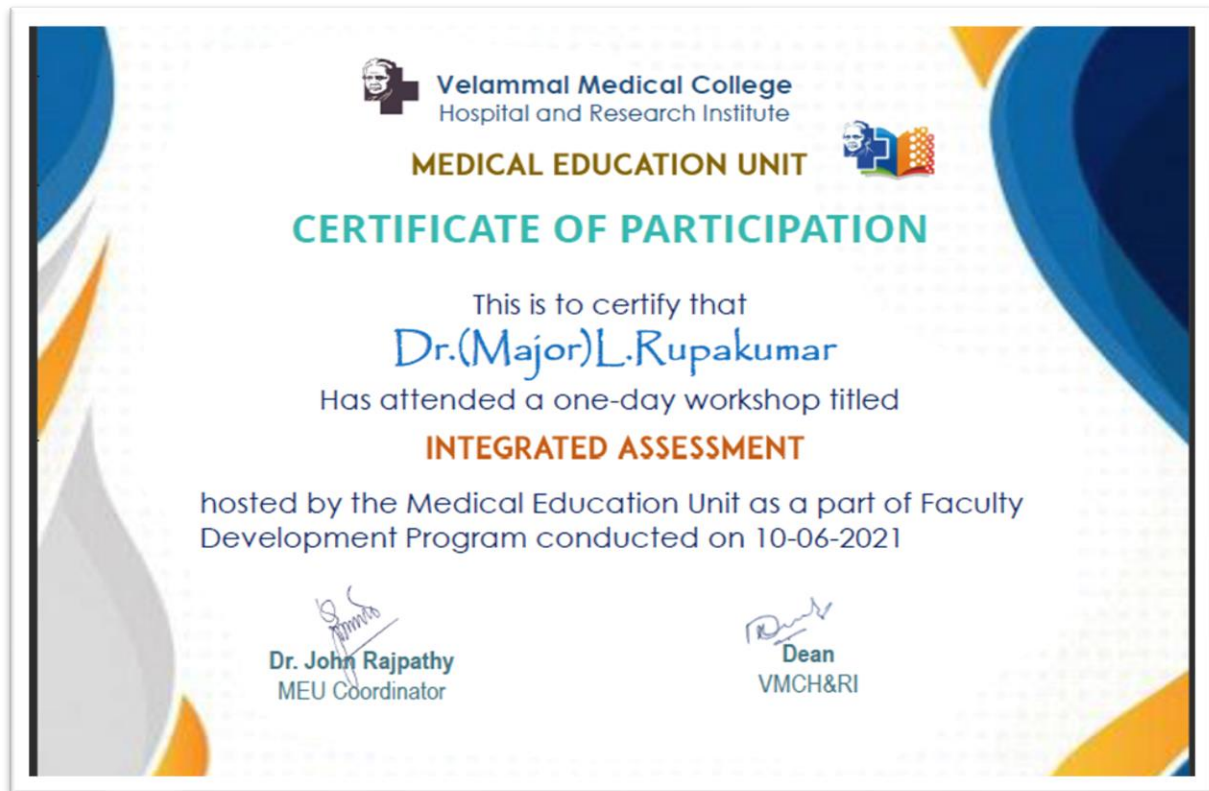 Velammal Medical College
Hospital and Research Institute
MEDICAL EDUCATION UNIT
CERTIFICATE OF PARTICIPATION
This is to certify that
Dr.(Major)L.Rupakumar
Has attended a one-day workshop titled
INTEGRATED ASSESSMENT
hosted by the Medical Education Unit as a part of Faculty
Development Program conducted on 10-06-2021
Dr. John Rajpathy
MEU Coordinator
Dean
VMCH&RI